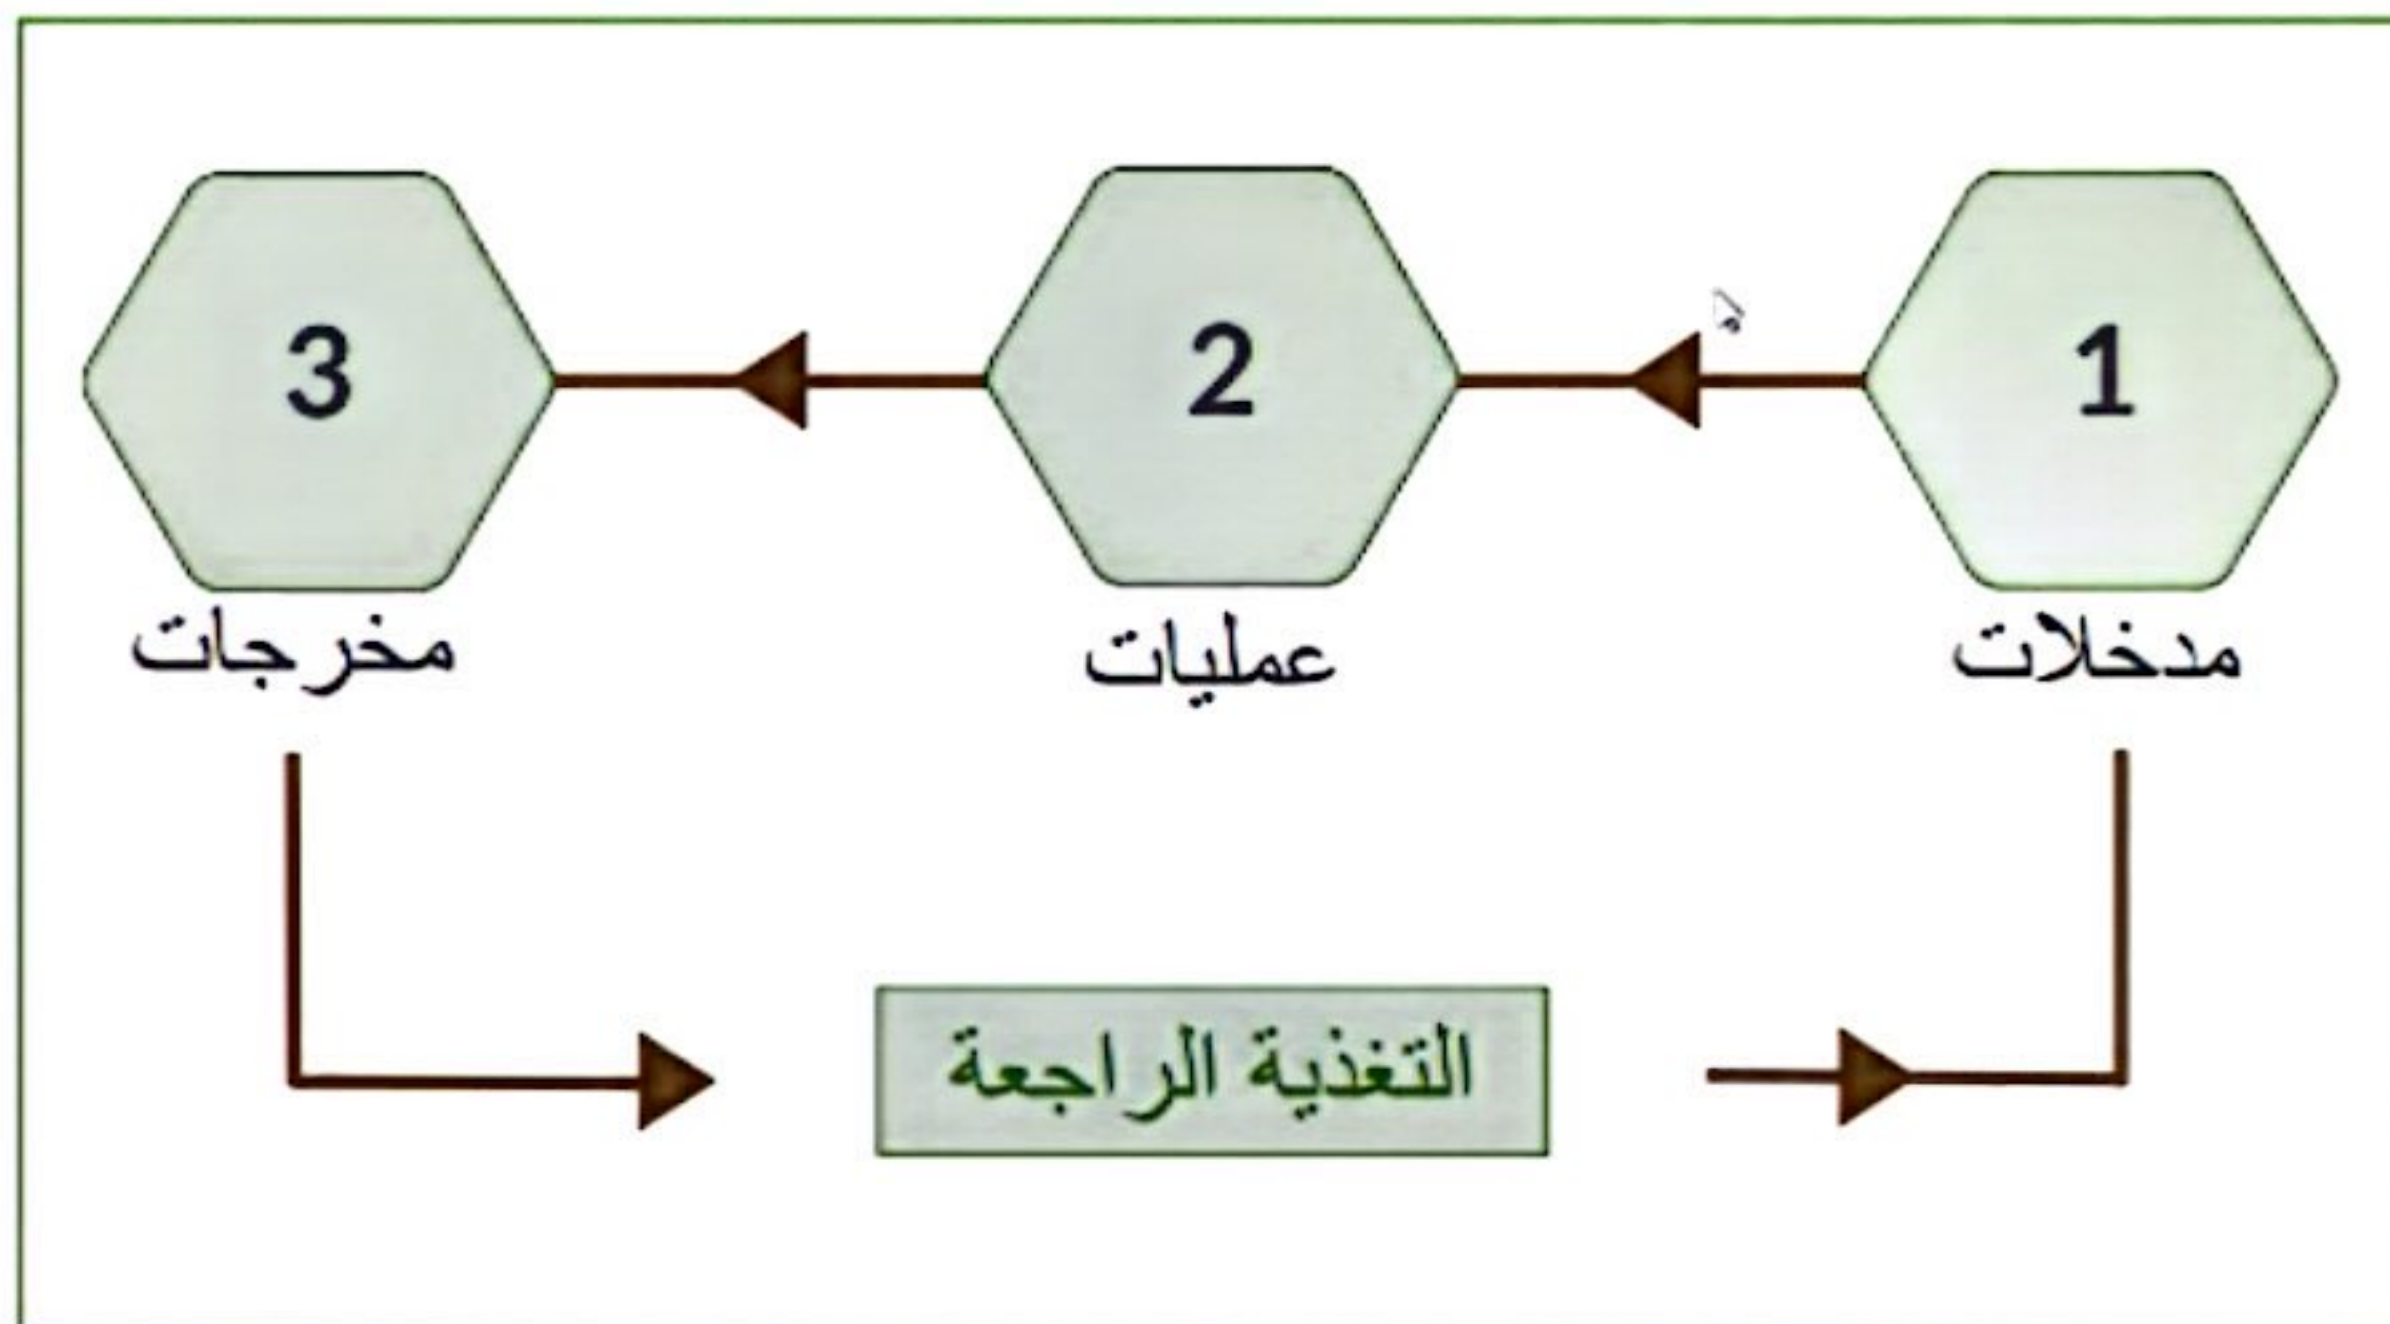 1
2
3
مدخلات
عمليات
مخرجات
التغذية الراجعة